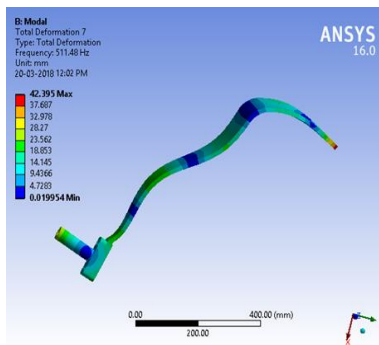 B: Modal
Total Deformation 7
Type: Total Deformation
Frequency: 511.48 Hz
Unit: mm
20-03-2018 12:02 PM
ANSYS
16.0
42.395 Max
37.687
32.978
28.27
23.562
18.853
14.145
9.4366
4.7283
0.019954 Min
0.00
400.00 (mm)
200.00
X